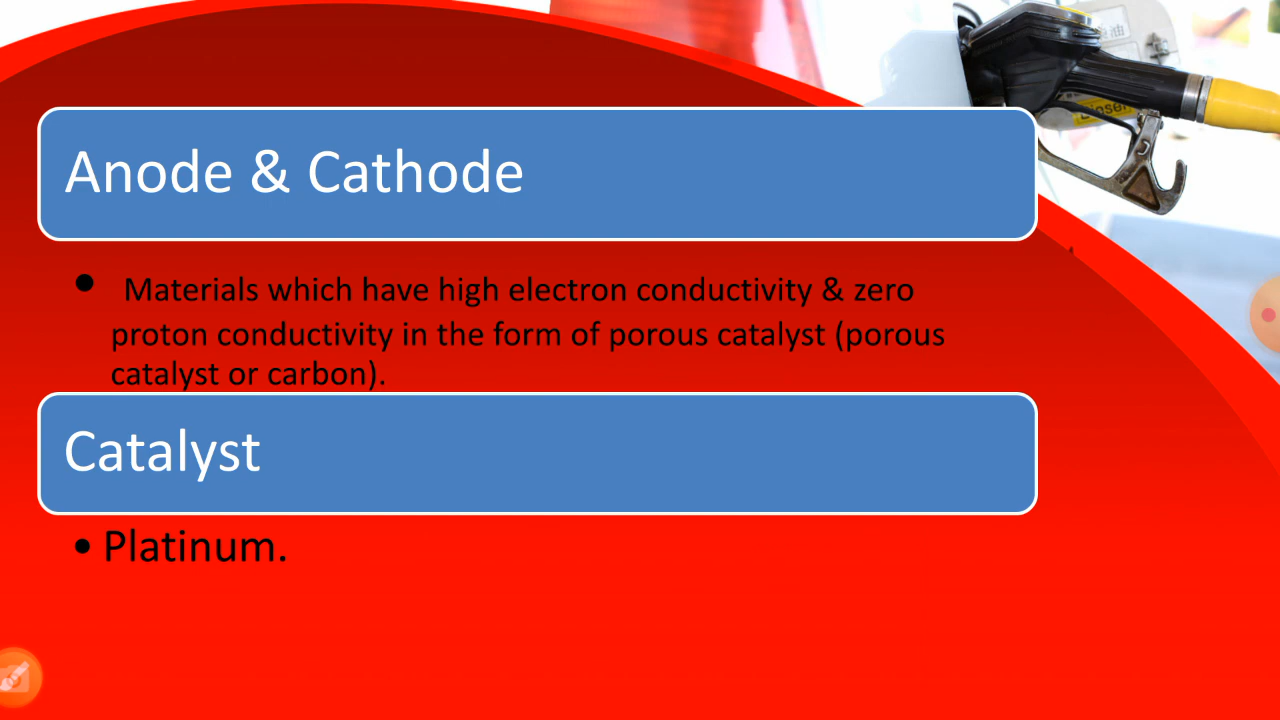 Anode & Cathode
• Materials which have high electron conductivity & zero
proton conductivity in the form of porous catalyst (porous
catalyst or carbon).
Catalyst
• Platinum.